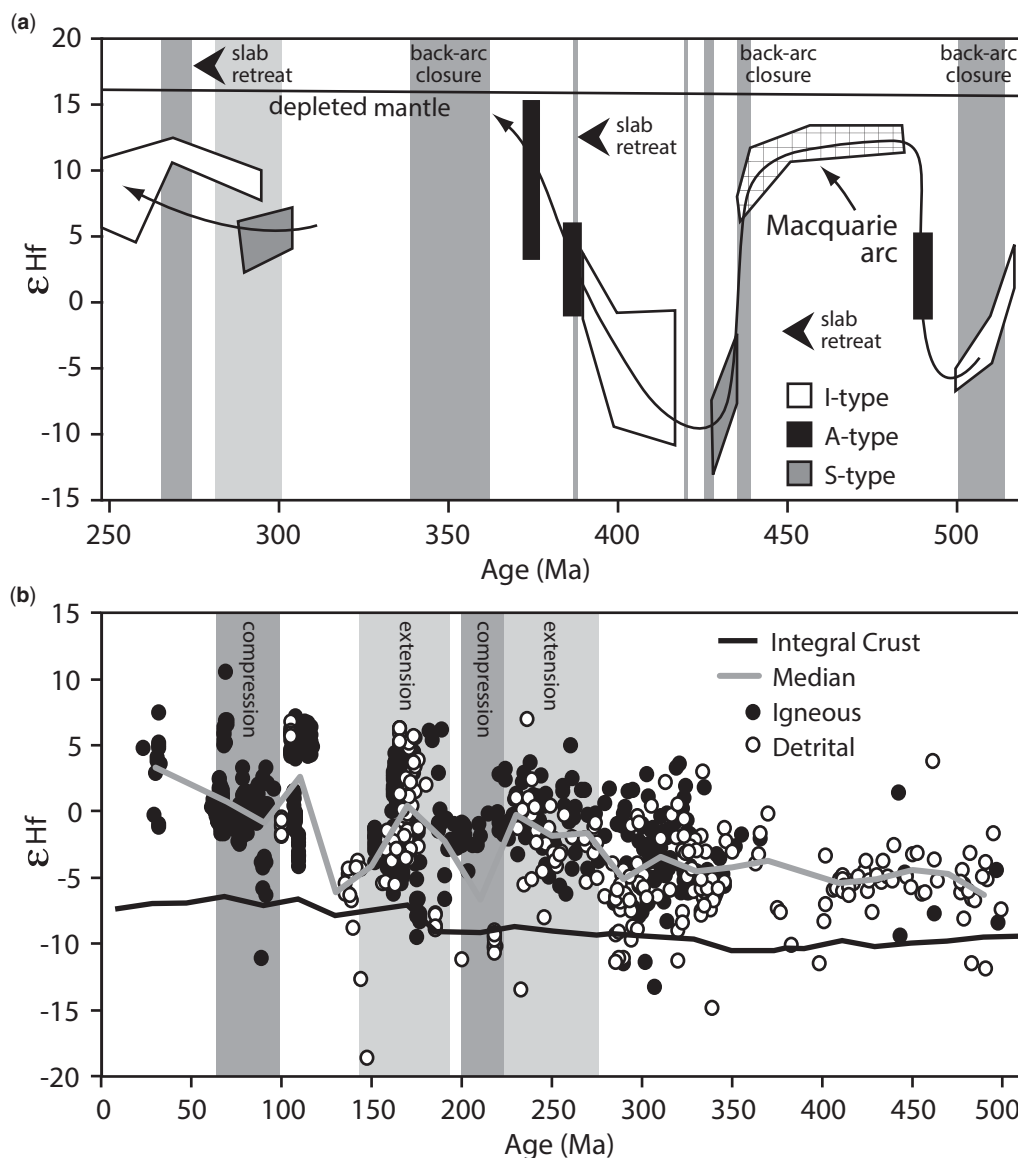 (a)
20
15
10
5
0
-5
-10
-15
εHf
slab
retreat
back-arc
closure
back-arc
closure
back-arc
closure
depleted mantle
slab
retreat
Macquarie
arc
slab
retreat
I-type
A-type
S-type
250 300 350 400 450 500
Age (Ma)
(b)
15
10
5
0
-5
-10
-15
-20
εHf
compression
extension
compression
extension
Integral Crust
Median
Igneous
Detrital
0 50 100 150 200 250 300 350 400 450 500
Age (Ma)